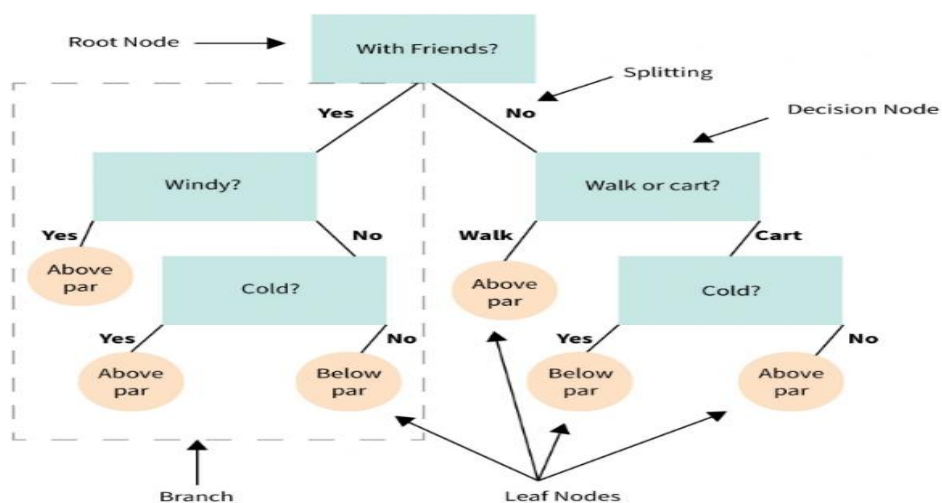 Root Node
With Friends?
Splitting
Yes
No
Decision Node
Windy?
Walk or cart?
Yes
No
Walk
Cart
Above
par
Cold?
Above
par
Cold?
Yes
No
Yes
No
Above
par
Below
par
Below
par
Above
par
Branch
Leaf Nodes